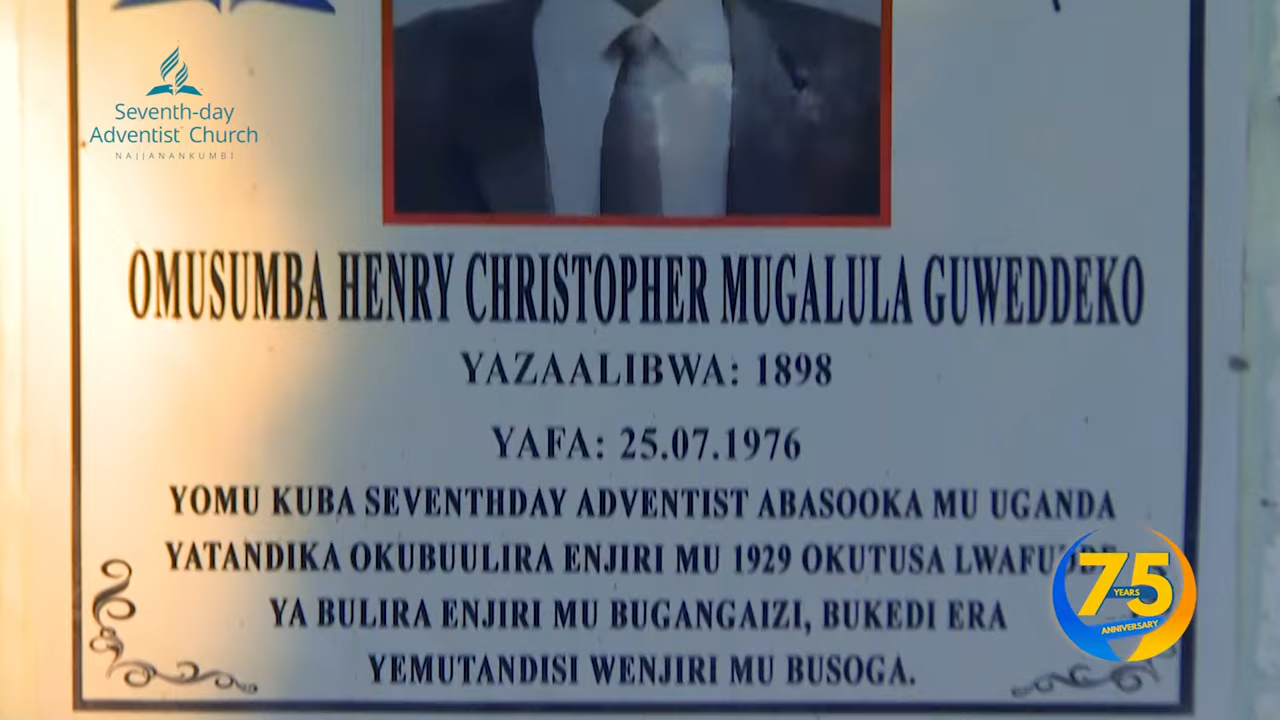 Seventh-day
Adventist Church
NAJJANANKUMBI
OMUSUMBA HENRY CHRISTOPHER MUGALULA GUWEDDEKO
YAZAALIBWA: 1898
YAFA: 25.07.1976
YOMU KUBA SEVENTHDAY ADVENTIST ABASOOKA MU UGANDA
YATANDIKA OKUBUULIRA ENJIRI MU 1929 OKUTUSA
YA BULIRA ENJIRI MU BUGANGAIZI, BUKEDI ERA
YEMUTANDISI WENJIRI MU BUSOGA.
75
YEARS
ANNIVERSARY